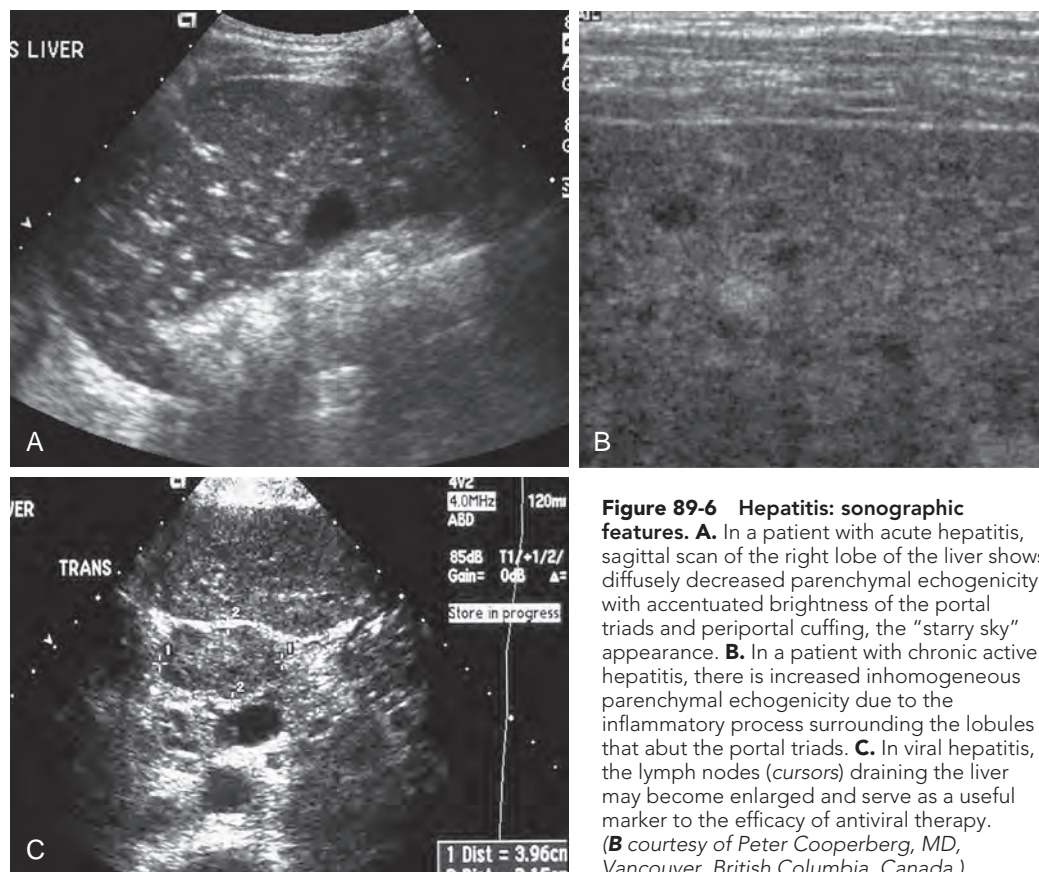 S LIVER
A
B
VER
TRANS
4V2
4.0MHz 120m
ABD
85dB T1/+1/2/
Gain= 0dB Δ=
Store in progress
2
1 1
2
1 Dist = 3.96cm
C
Figure 89-6 Hepatitis: sonographic
features. A. In a patient with acute hepatitis,
sagittal scan of the right lobe of the liver shows
diffusely decreased parenchymal echogenicity
with accentuated brightness of the portal
triads and periportal cuffing, the “starry sky”
appearance. B. In a patient with chronic active
hepatitis, there is increased inhomogeneous
parenchymal echogenicity due to the
inflammatory process surrounding the lobules
that abut the portal triads. C. In viral hepatitis,
the lymph nodes (cursors) draining the liver
may become enlarged and serve as a useful
marker to the efficacy of antiviral therapy.
(B courtesy of Peter Cooperberg, MD,
Vancouver, British Columbia, Canada.)